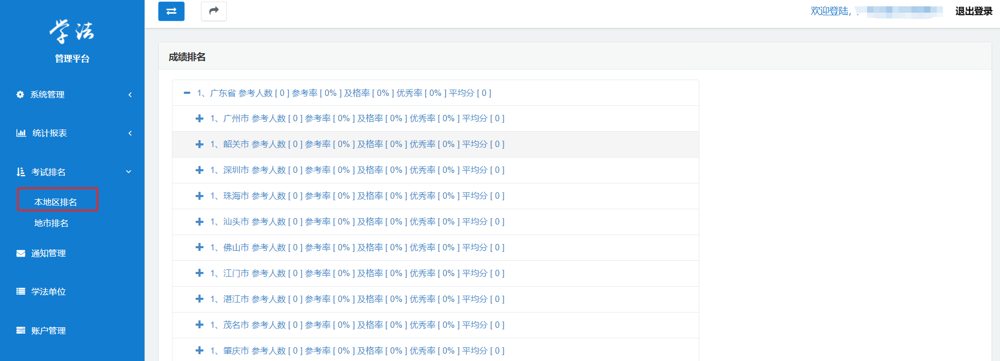 欢迎登陆,
退出登录
学法
管理平台
系统管理
统计报表
考试排名
本地区排名
地市排名
通知管理
学法单位
账户管理
成绩排名
1、广东省 参考人数 [ 0 ] 参考率 [ 0% ] 及格率 [ 0% ] 优秀率 [ 0% ] 平均分 [ 0 ]
1、广州市 参考人数 [ 0 ] 参考率 [ 0% ] 及格率 [ 0% ] 优秀率 [ 0% ] 平均分 [ 0 ]
1、韶关市 参考人数 [ 0 ] 参考率 [ 0% ] 及格率 [ 0% ] 优秀率 [ 0% ] 平均分 [ 0 ]
1、深圳市 参考人数 [ 0 ] 参考率 [ 0% ] 及格率 [ 0% ] 优秀率 [ 0% ] 平均分 [ 0 ]
1、珠海市 参考人数 [ 0 ] 参考率 [ 0% ] 及格率 [ 0% ] 优秀率 [ 0% ] 平均分 [ 0 ]
1、汕头市 参考人数 [ 0 ] 参考率 [ 0% ] 及格率 [ 0% ] 优秀率 [ 0% ] 平均分 [ 0 ]
1、佛山市 参考人数 [ 0 ] 参考率 [ 0% ] 及格率 [ 0% ] 优秀率 [ 0% ] 平均分 [ 0 ]
1、江门市 参考人数 [ 0 ] 参考率 [ 0% ] 及格率 [ 0% ] 优秀率 [ 0% ] 平均分 [ 0 ]
1、湛江市 参考人数 [ 0 ] 参考率 [ 0% ] 及格率 [ 0% ] 优秀率 [ 0% ] 平均分 [ 0 ]
1、茂名市 参考人数 [ 0 ] 参考率 [ 0% ] 及格率 [ 0% ] 优秀率 [ 0% ] 平均分 [ 0 ]
1、肇庆市 参考人数 [ 0 ] 参考率 [ 0% ] 及格率 [ 0% ] 优秀率 [ 0% ] 平均分 [ 0 ]